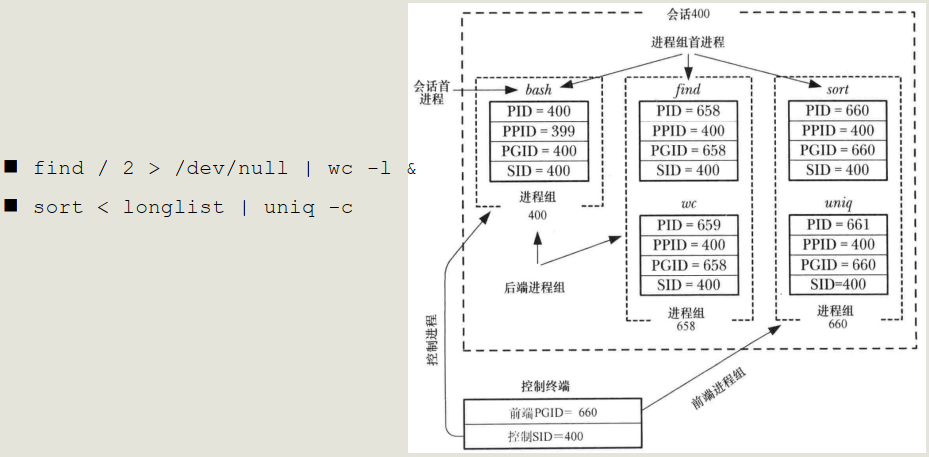 find / 2 > /dev/null | wc -l &
sort < longlist | uniq -c
会话400
进程组首进程
会话首
进程
bash
PID = 400
PPID = 399
PGID = 400
SID = 400
进程组
400
find
PID = 658
PPID = 400
PGID = 658
SID = 400
wc
PID = 659
PPID = 400
PGID = 658
SID = 400
进程组
658
sort
PID = 660
PPID = 400
PGID = 660
SID = 400
uniq
PID = 661
PPID = 400
PGID = 660
SID=400
进程组
660
后端进程组
控制进程
前端进程组
控制终端
前端PGID= 660
控制SID=400